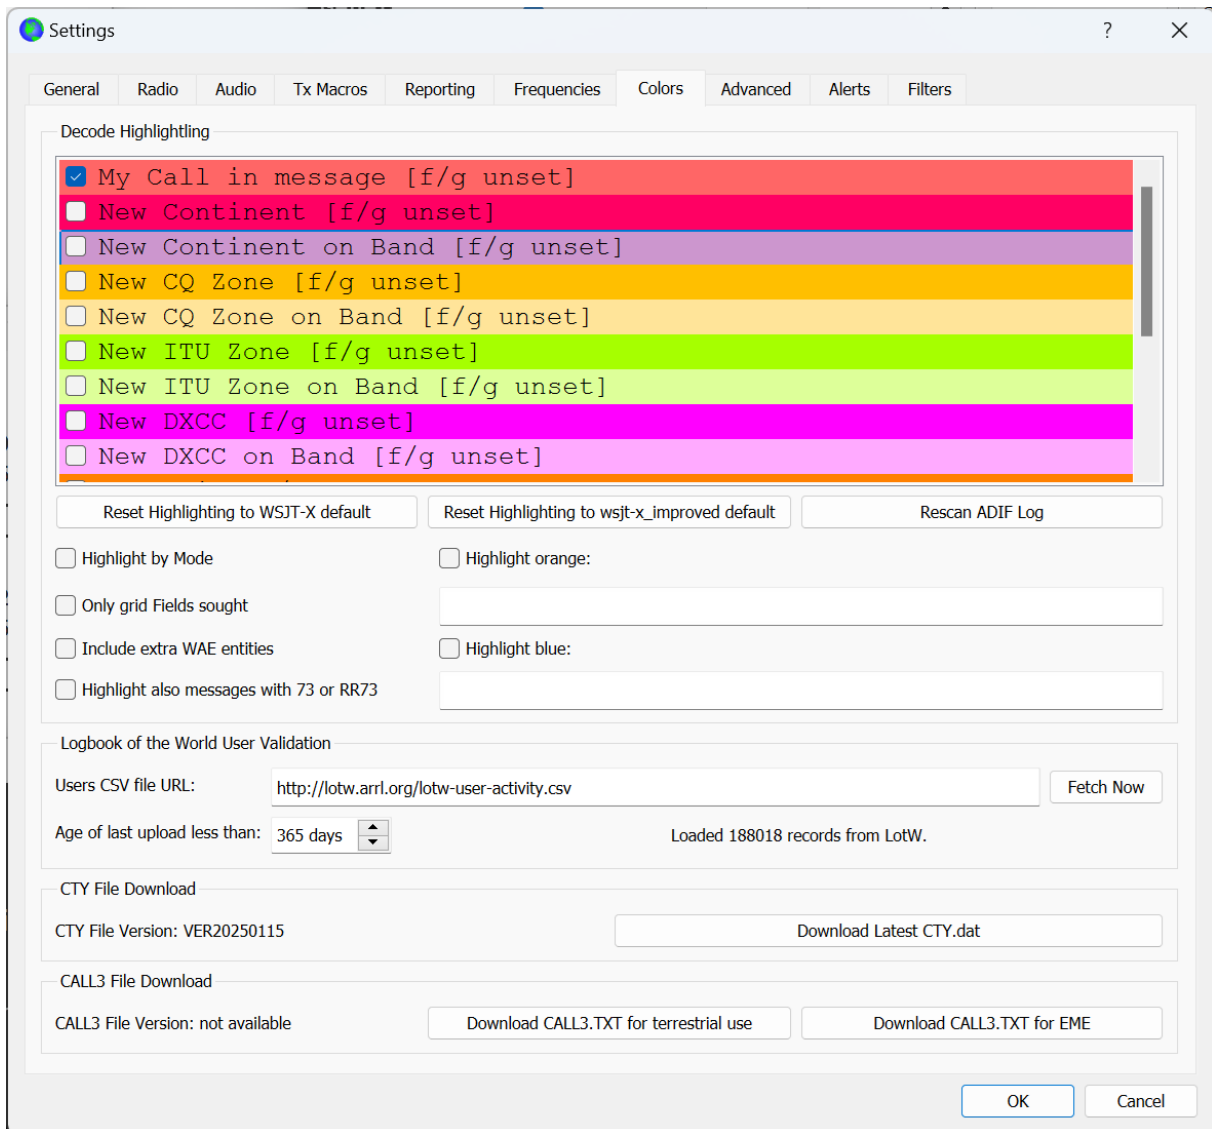 Settings
?
General Radio Audio Tx Macros Reporting Frequencies Colors Advanced Alerts Filters
Decode Highlightling
My Call in message [f/g unset]
New Continent [f/g unset]
New Continent on Band [f/g unset]
New CQ Zone [f/g unset]
New CQ Zone on Band [f/g unset]
New ITU Zone [f/g unset]
New ITU Zone on Band [f/g unset]
New DXCC [f/g unset]
New DXCC on Band [f/g unset]
Reset Highlighting to WSJT-X default Reset Highlighting to wsjt-x_improved default Rescan ADIF Log
Highlight by Mode Highlight orange:
Only grid Fields sought
Include extra WAE entities Highlight blue:
Highlight also messages with 73 or RR73
Logbook of the World User Validation
Users CSV file URL: http://lotw.arrl.org/lotw-user-activity.csv Fetch Now
Age of last upload less than: 365 days Loaded 188018 records from LotW.
CTY File Download
CTY File Version: VER20250115 Download Latest CTY.dat
CALL3 File Download
CALL3 File Version: not available Download CALL3.TXT for terrestrial use Download CALL3.TXT for EME
OK Cancel